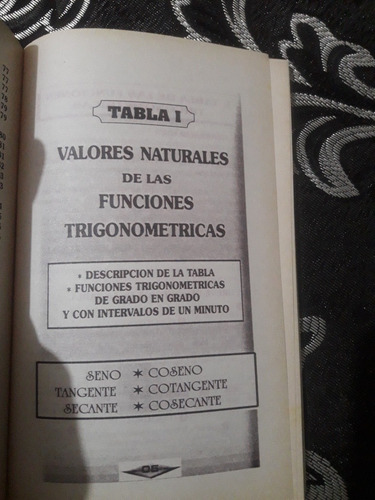 TABLA I
VALORES NATURALES
DE LAS
FUNCIONES
TRIGONOMETRICAS
* DESCRIPCION DE LA TABLA
* FUNCIONES TRIGONOMETRICAS
DE GRADO EN GRADO
Y CON INTERVALOS DE UN MINUTO
SENO ✶ COSENO
TANGENTE ✶ COTANGENTE
SECANTE ✶ COSECANTE